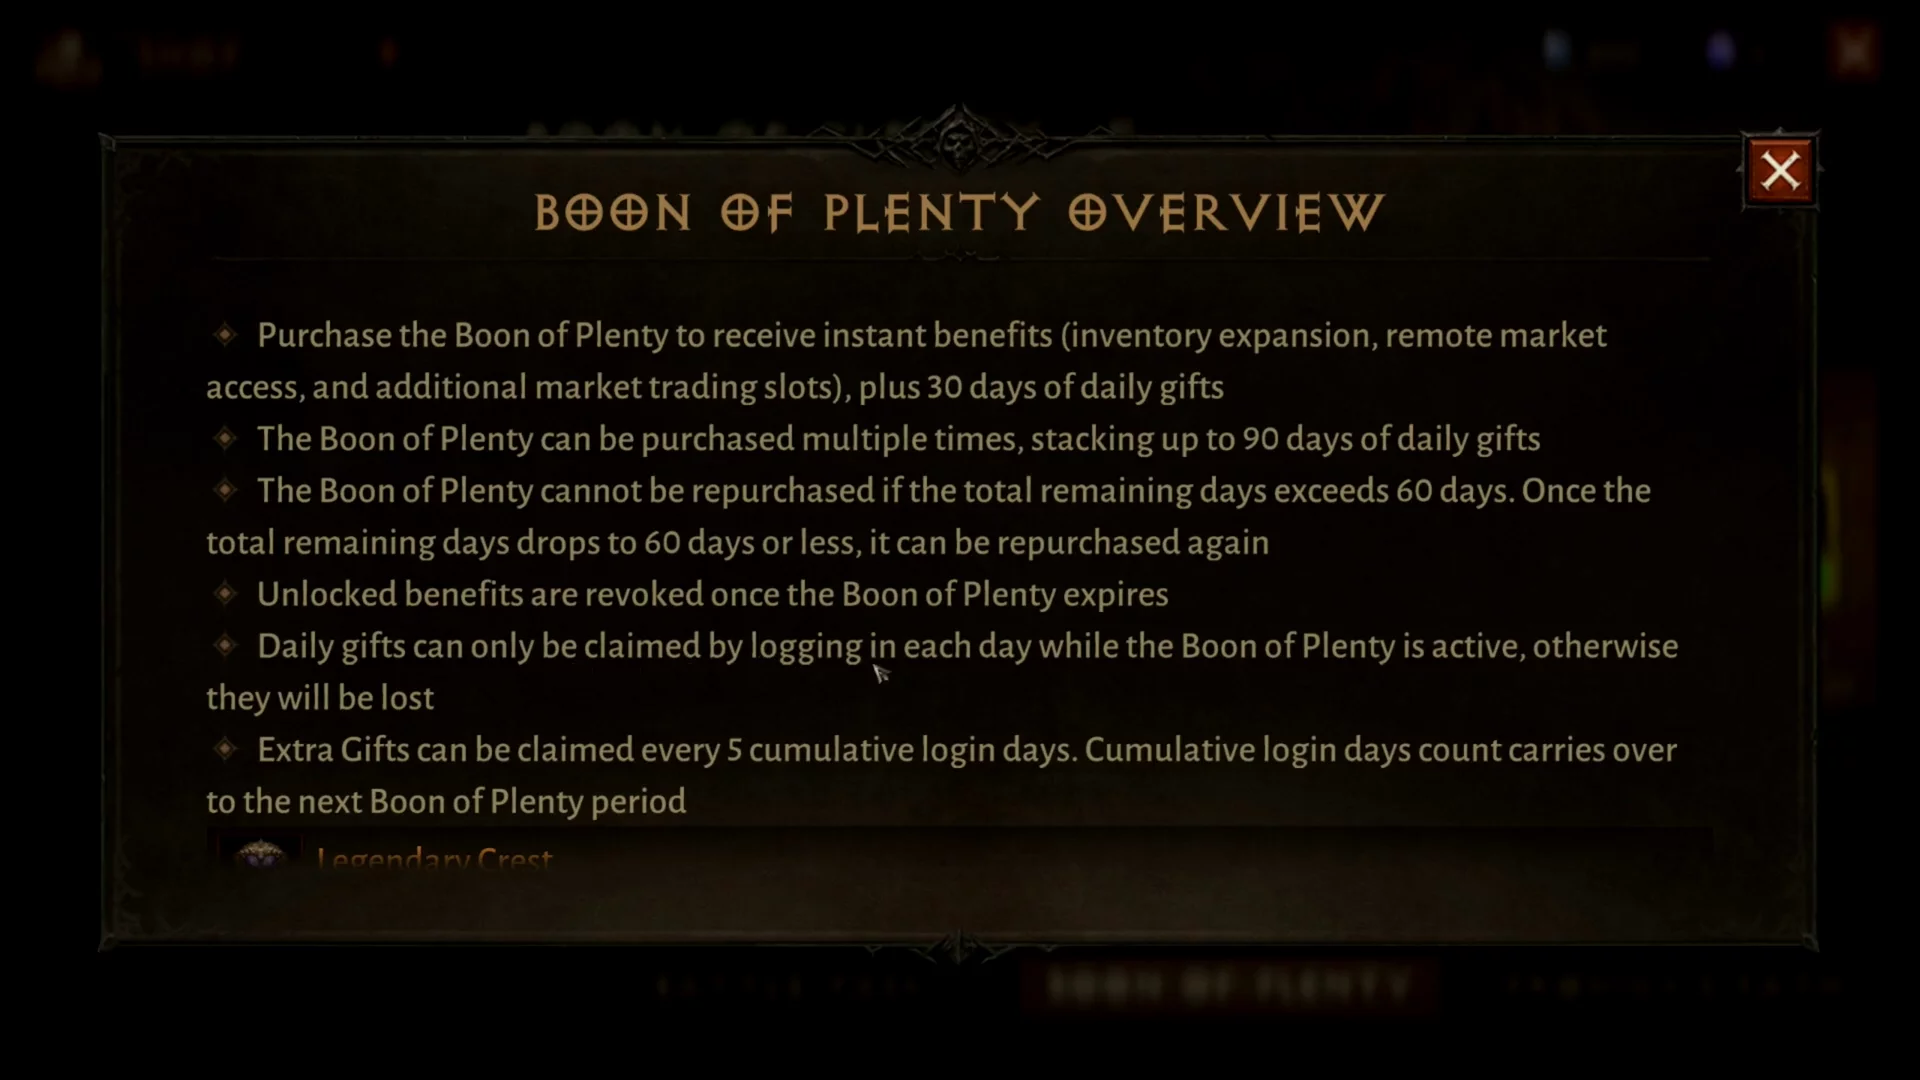 BOON OF PLENTY OVERVIEW
Purchase the Boon of Plenty to receive instant benefits (inventory expansion, remote market
access, and additional market trading slots), plus 30 days of daily gifts
The Boon of Plenty can be purchased multiple times, stacking up to 90 days of daily gifts
The Boon of Plenty cannot be repurchased if the total remaining days exceeds 60 days. Once the
total remaining days drops to 60 days or less, it can be repurchased again
Unlocked benefits are revoked once the Boon of Plenty expires
Daily gifts can only be claimed by logging in each day while the Boon of Plenty is active, otherwise
they will be lost
Extra Gifts can be claimed every 5 cumulative login days. Cumulative login days count carries over
to the next Boon of Plenty period
Legendary Crest
BOON OF PLENTY